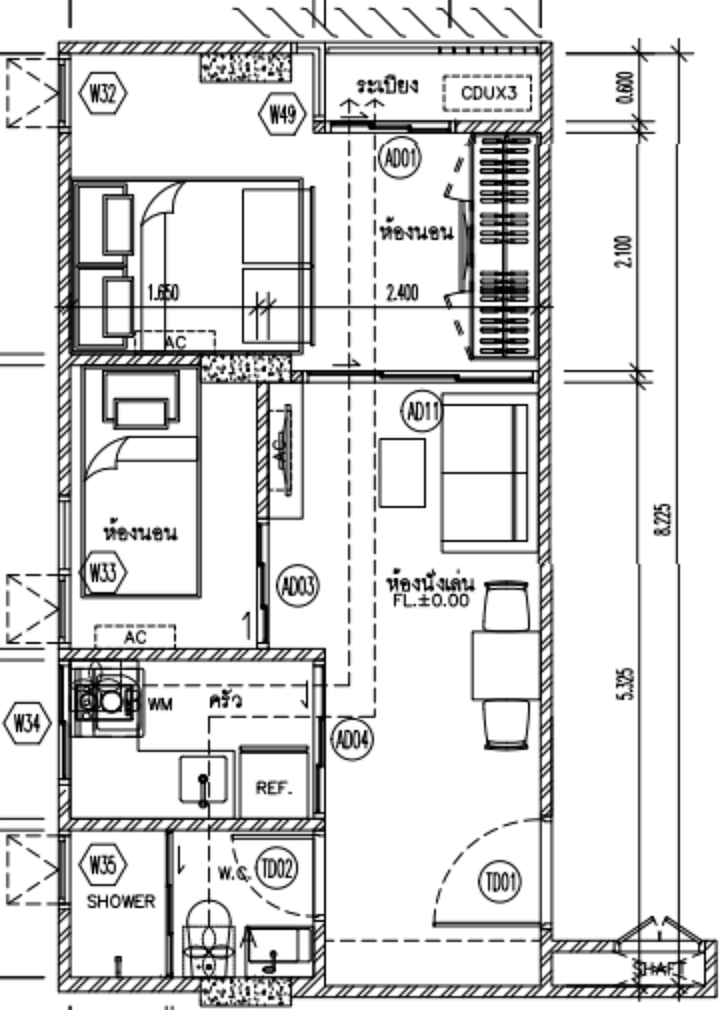 ระเบียง
W32
CDUX3
0.600
W49
AD01
ห้องนอน
2.100
1.650
2.400
AC
AD11
AC
8.225
ห้องนอน
W33
AD03
ห้องนั่งเล่น
FL.±0.00
AC
5.325
WM
ครัว
W34
AD04
REF.
W35
W.C.
TD02
TD01
SHOWER
SHAFT